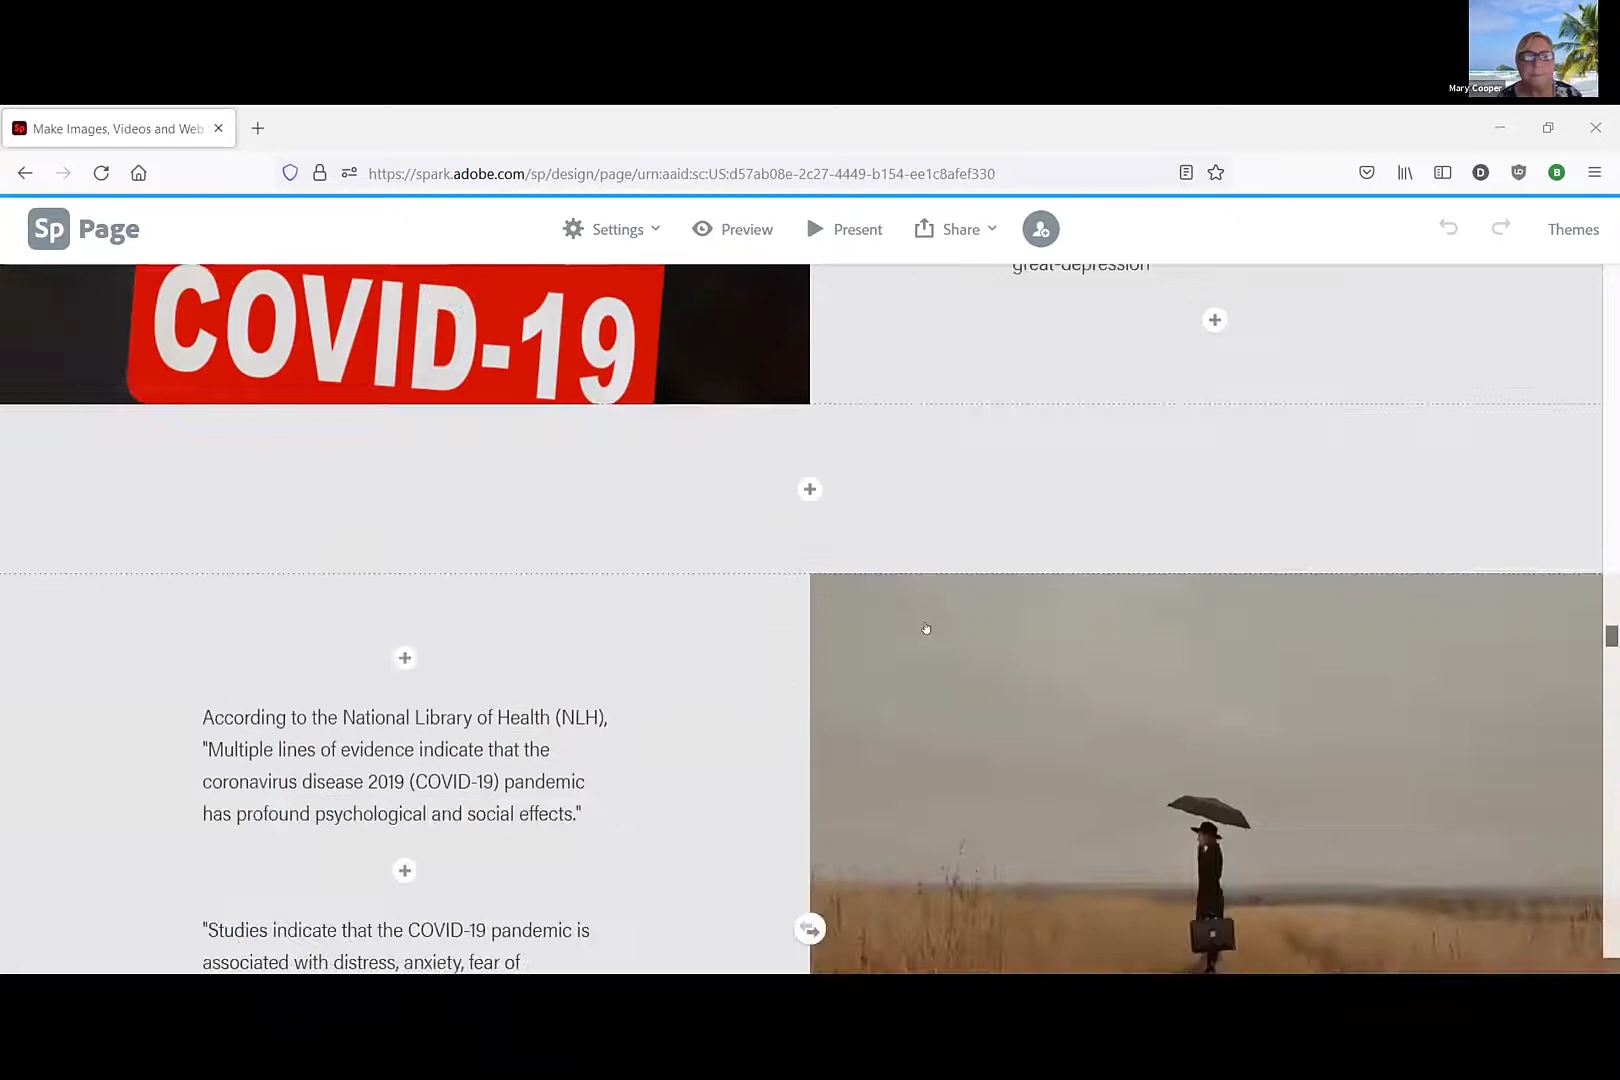 Mary Cooper
Sp Make Images, Videos and Web
https://spark.adobe.com/sp/design/page/urn:aaid:sc:US:d57ab08e-2c27-4449-b154-ee1c8afef330
D
B
Sp Page
Settings
Preview
Present
Share
Themes
COVID-19
great-depression
According to the National Library of Health (NLH),
"Multiple lines of evidence indicate that the
coronavirus disease 2019 (COVID-19) pandemic
has profound psychological and social effects."
"Studies indicate that the COVID-19 pandemic is
associated with distress, anxiety, fear of